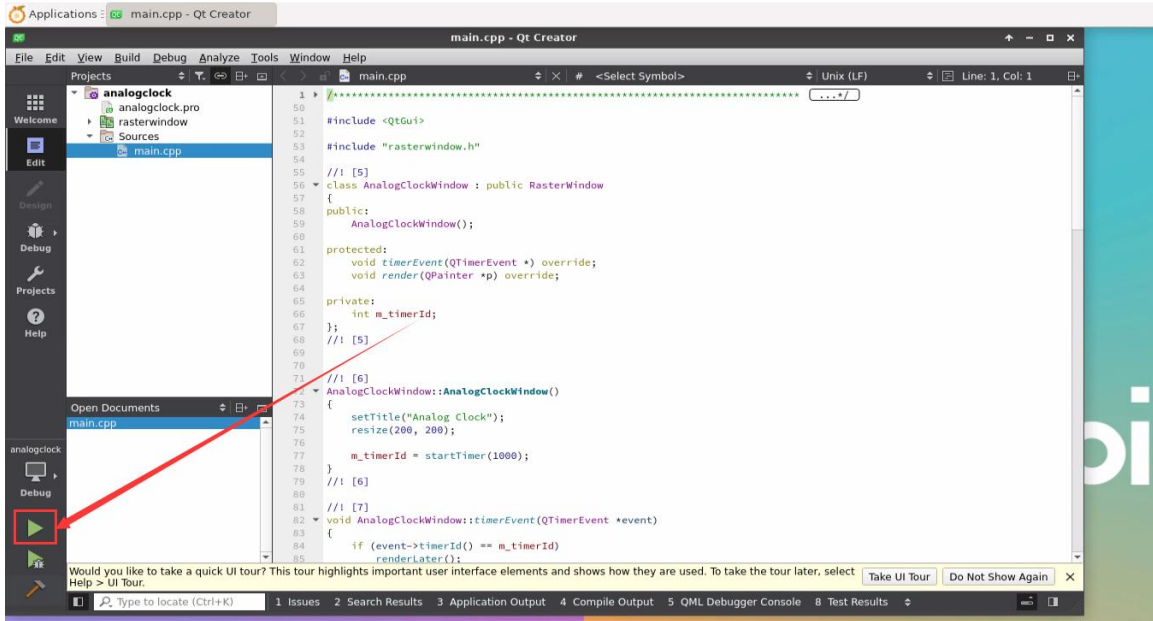 Applications
main.cpp - Qt Creator
main.cpp - Qt Creator
File Edit View Build Debug Analyze Tools Window Help
Projects
main.cpp
# <Select Symbol>
Unix (LF)
Line: 1, Col: 1
Welcome
Edit
Design
Debug
Projects
Help
analogclock
analogclock.pro
rasterwindow
Sources
main.cpp
Open Documents
main.cpp
analogclock
Debug
1 /************************************************************************** ...*/
50
51 #include <QtGui>
52
53 #include "rasterwindow.h"
54
55 //! [5]
56 class AnalogClockWindow : public RasterWindow
57 {
58 public:
59 AnalogClockWindow();
60
61 protected:
62 void timerEvent(QTimerEvent *) override;
63 void render(QPainter *p) override;
64
65 private:
66 int m_timerId;
67 };
68 //! [5]
69
70
71 //! [6]
72 AnalogClockWindow::AnalogClockWindow()
73 {
74 setTitle("Analog Clock");
75 resize(200, 200);
76
77 m_timerId = startTimer(1000);
78 }
79 //! [6]
80
81 //! [7]
82 void AnalogClockWindow::timerEvent(QTimerEvent *event)
83 {
84 if (event->timerId() == m_timerId)
85 renderLater();
Would you like to take a quick UI tour? This tour highlights important user interface elements and shows how they are used. To take the tour later, select
Help > UI Tour.
Take UI Tour
Do Not Show Again
Type to locate (Ctrl+K)
1 Issues 2 Search Results 3 Application Output 4 Compile Output 5 QML Debugger Console 8 Test Results
pi